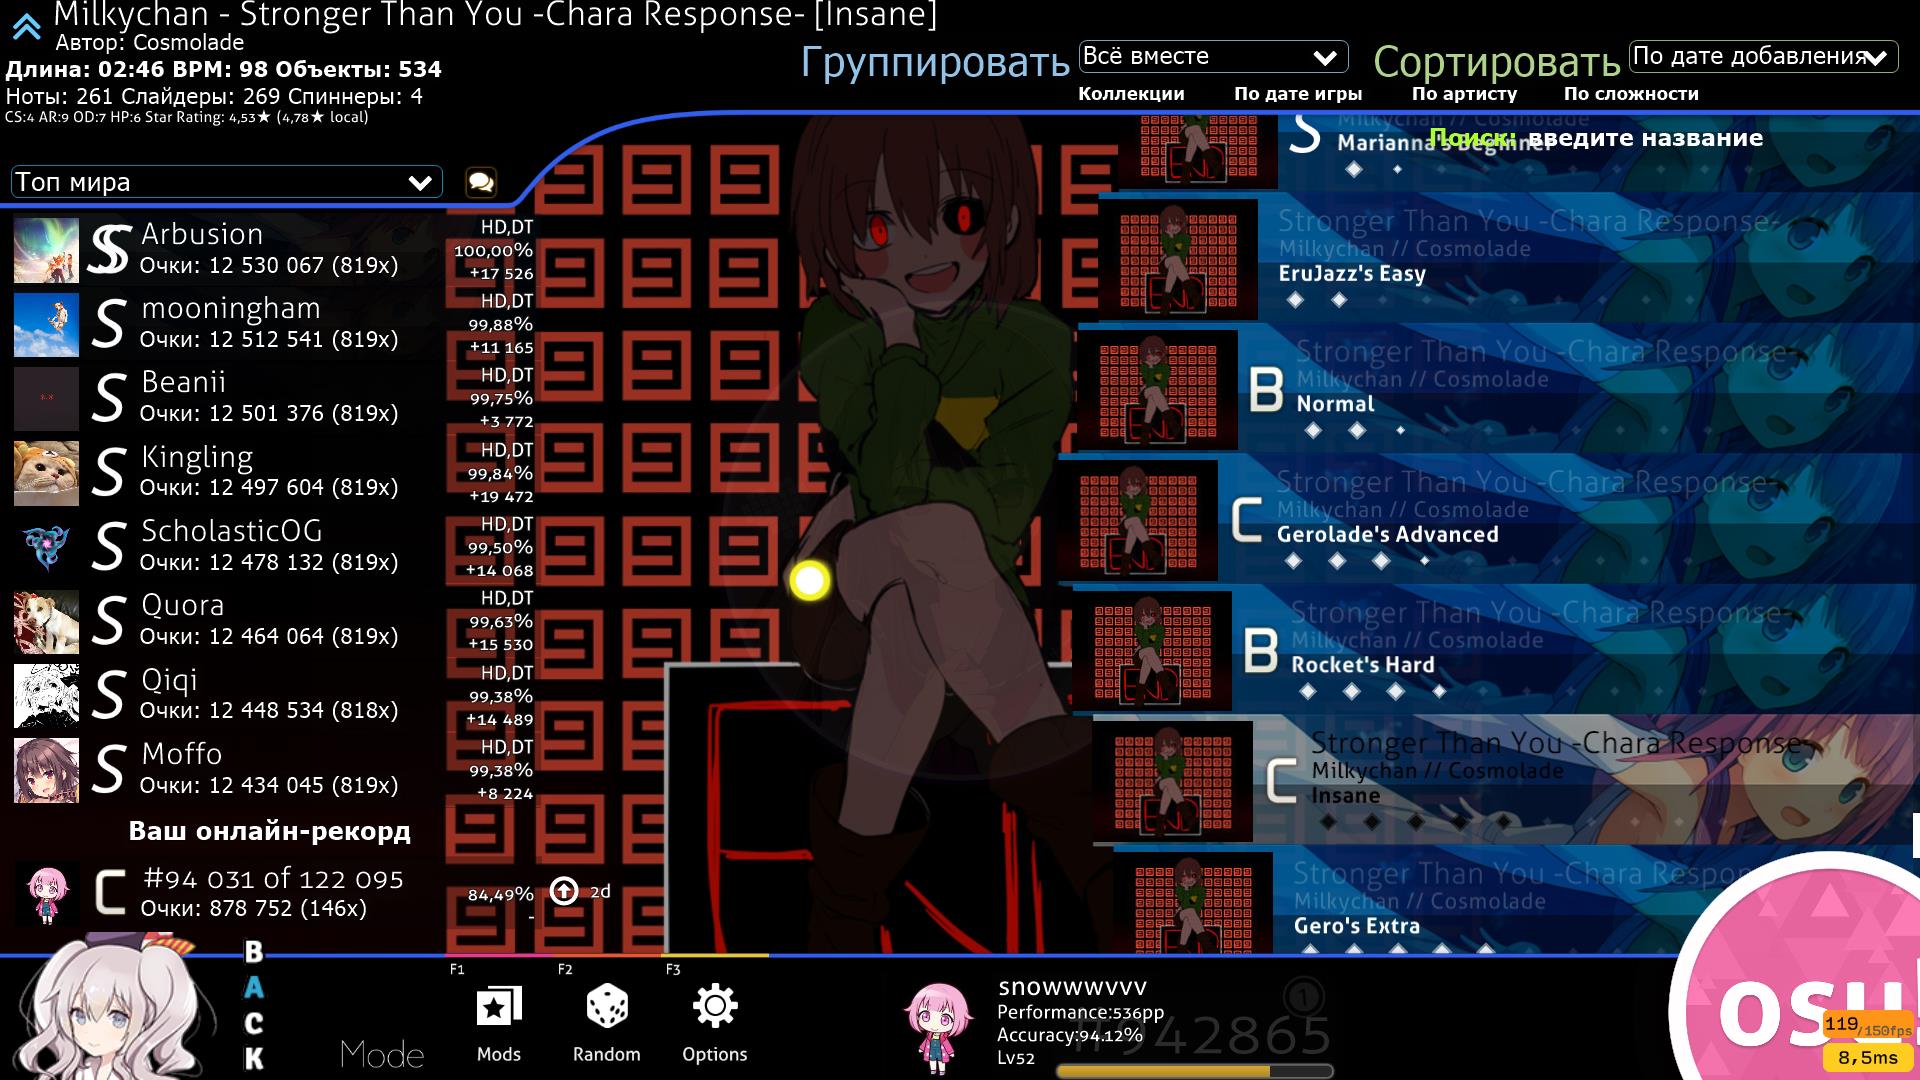 Milkychan - Stronger Than You -Chara Response- [Insane]
Автор: Cosmolade
Длина: 02:46 BPM: 98 Объекты: 534
Ноты: 261 Слайдеры: 269 Спиннеры: 4
CS:4 AR:9 OD:7 HP:6 Star Rating: 4,53★ (4,78★ local)
Группировать Всё вместе
Сортировать По дате добавления
Коллекции По дате игры По артисту По сложности
Поиск: введите название
Топ мира
S Arbusion HD,DT
Очки: 12 530 067 (819x) 100,00%
+17 526
S mooningham HD,DT
Очки: 12 512 541 (819x) 99,88%
+11 165
S Beanii HD,DT
Очки: 12 501 376 (819x) 99,75%
+3 772
S Kingling HD,DT
Очки: 12 497 604 (819x) 99,84%
+19 472
S ScholasticOG HD,DT
Очки: 12 478 132 (819x) 99,50%
+14 068
S Quora HD,DT
Очки: 12 464 064 (819x) 99,63%
+15 530
S Qiqi HD,DT
Очки: 12 448 534 (818x) 99,38%
+14 489
S Moffo HD,DT
Очки: 12 434 045 (819x) 99,38%
+8 224
Ваш онлайн-рекорд
C #94 031 of 122 095
Очки: 878 752 (146x) 84,49%
-
2d
Milkychan // Cosmolade
S Marianna's Beginner
Stronger Than You -Chara Response-
Milkychan // Cosmolade
EruJazz's Easy
Stronger Than You -Chara Response-
Milkychan // Cosmolade
B Normal
Stronger Than You -Chara Response-
Milkychan // Cosmolade
C Gerolade's Advanced
Stronger Than You -Chara Response-
Milkychan // Cosmolade
B Rocket's Hard
Stronger Than You -Chara Response-
Milkychan // Cosmolade
C Insane
Stronger Than You -Chara Respon
Milkychan // Cosmolade
Gero's Extra
BACK
Mode
F1 Mods
F2 Random
F3 Options
snowwwvvv
Performance:536pp
Accuracy:94.12%
Lv52
#942865
1
osu
119/150fps
8,5ms